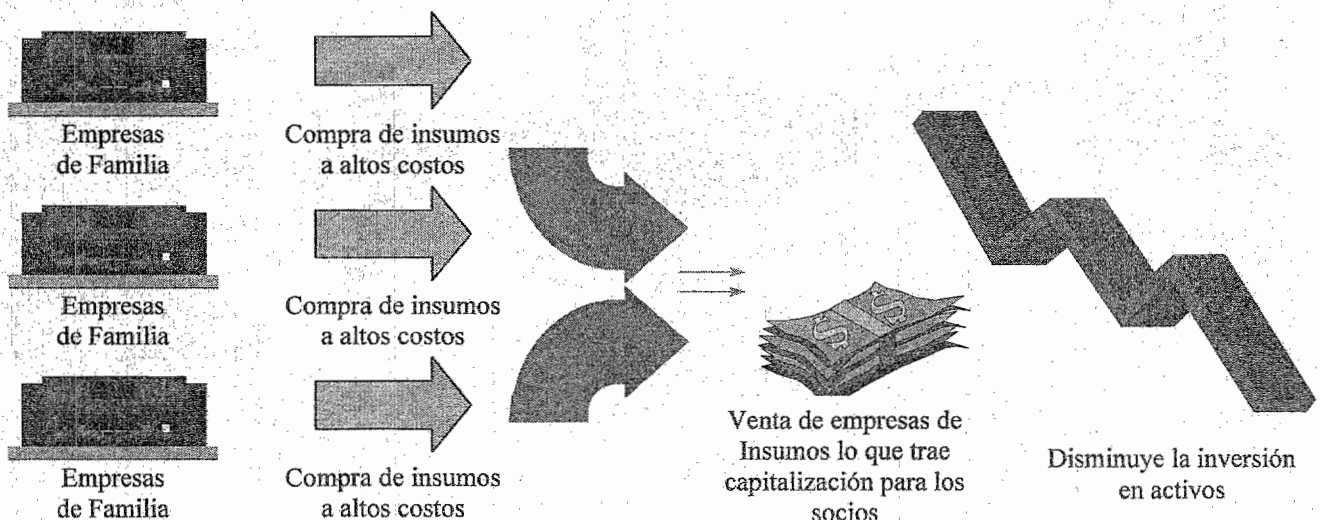 Empresas
de Familia
Compra de insumos
a altos costos
Empresas
de Familia
Compra de insumos
a altos costos
Empresas
de Familia
Compra de insumos
a altos costos
Venta de empresas de
Insumos lo que trae
capitalización para los
socios
Disminuye la inversión
en activos